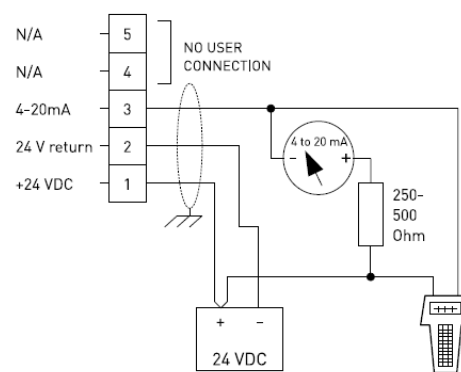 N/A
5
N/A
4
NO USER
CONNECTION
4-20mA
3
24 V return
2
+24 VDC
1
4 to 20 mA
- +
250-
500
Ohm
+ -
24 VDC